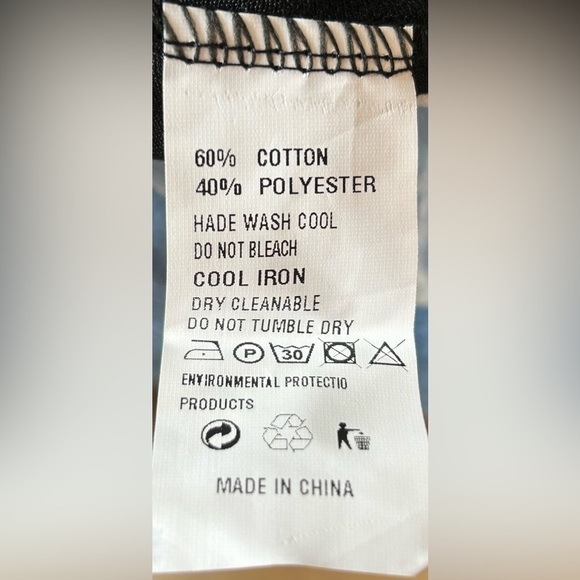 60% COTTON
40% POLYESTER
HADE WASH COOL
DO NOT BLEACH
COOL IRON
DRY CLEANABLE
DO NOT TUMBLE DRY
P 30
ENVIRONMENTAL PROTECTIO
PRODUCTS
MADE IN CHINA